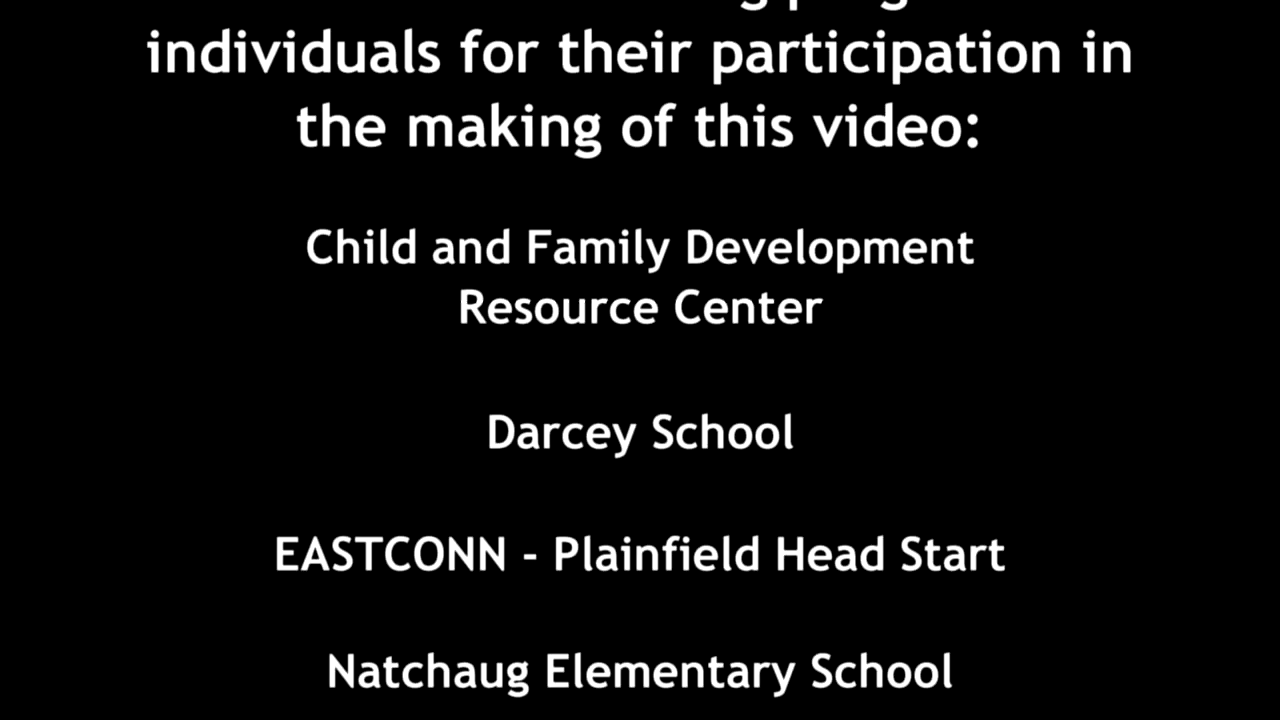 individuals for their participation in
the making of this video:
Child and Family Development
Resource Center
Darcey School
EASTCONN - Plainfield Head Start
Natchaug Elementary School